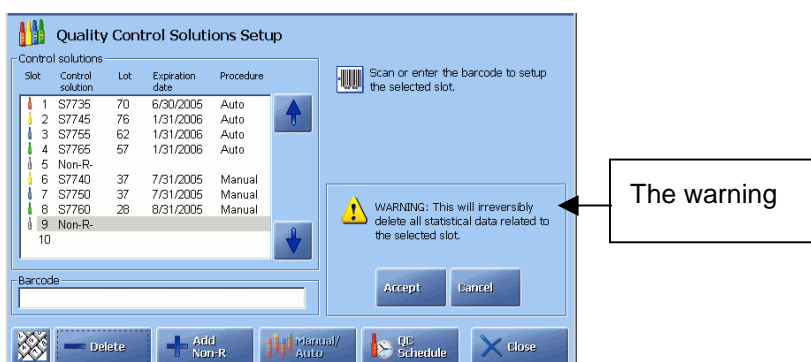 Quality Control Solutions Setup
Control solutions
Slot Control solution Lot Expiration date Procedure
1 S7735 70 6/30/2005 Auto
2 S7745 76 1/31/2006 Auto
3 S7755 62 1/31/2006 Auto
4 S7765 57 1/31/2006 Auto
5 Non-R-
6 S7740 37 7/31/2005 Manual
7 S7750 37 7/31/2005 Manual
8 S7760 28 8/31/2005 Manual
9 Non-R-
10
Barcode
Scan or enter the barcode to setup
the selected slot.
WARNING: This will irreversibly
delete all statistical data related to
the selected slot.
Accept Cancel
The warning
Delete
Add
Non-R
Manual/
Auto
QC
Schedule
Close